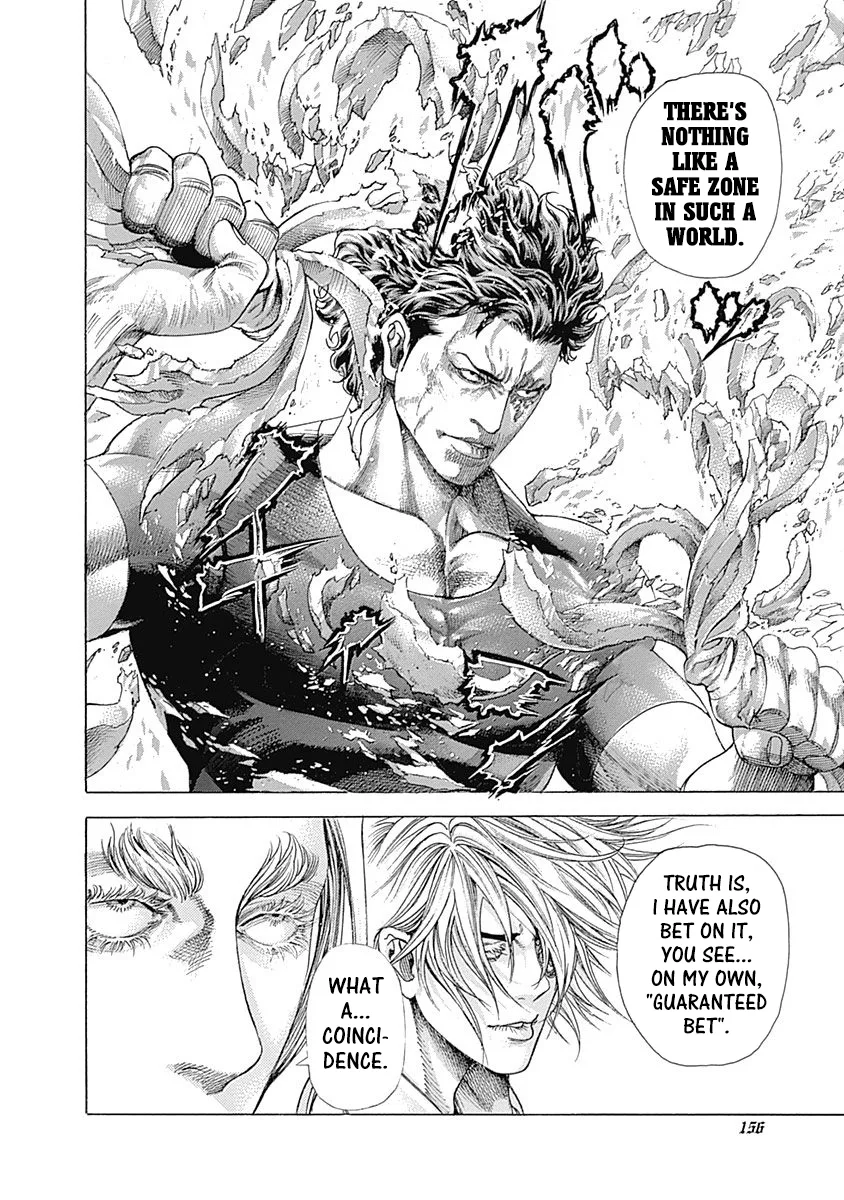 THERE'S
NOTHING
LIKE A
SAFE ZONE
IN SUCH A
WORLD.
TRUTH IS,
I HAVE ALSO
BET ON IT,
YOU SEE...
ON MY OWN,
"GUARANTEED
BET".
WHAT
A...
COINCI-
DENCE.
156